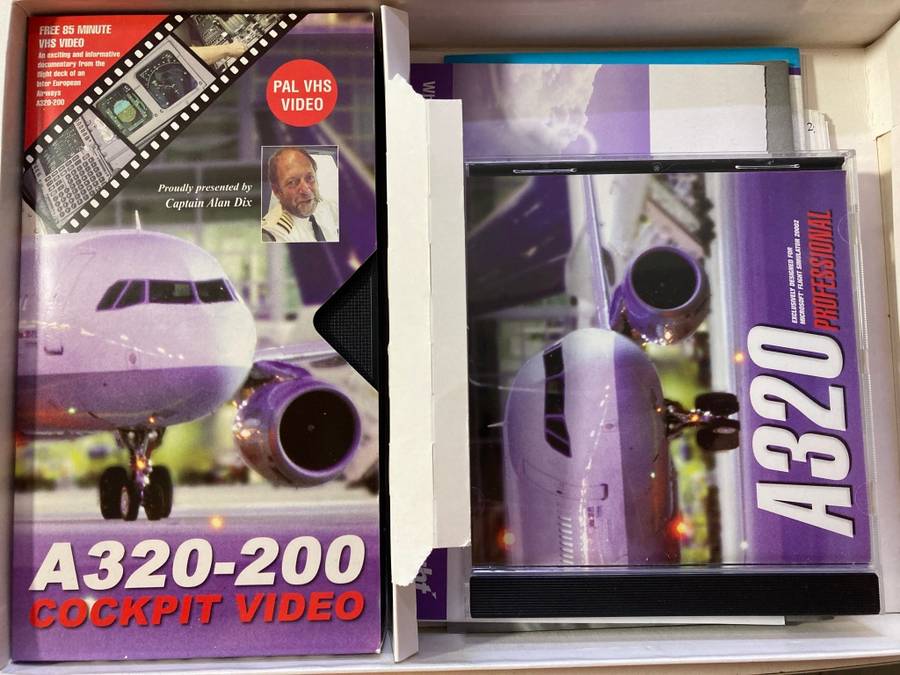 FREE 85 MINUTE
VHS VIDEO
An exciting and informative
documentary from the
flight deck of an
Inter European
Airways
A320-200
PAL VHS
VIDEO
Proudly presented by
Captain Alan Dix
A320-200
COCKPIT VIDEO
2.
EXCLUSIVELY DESIGNED FOR
MICROSOFT® FLIGHT SIMULATOR 20002
PROFESSIONAL
A320